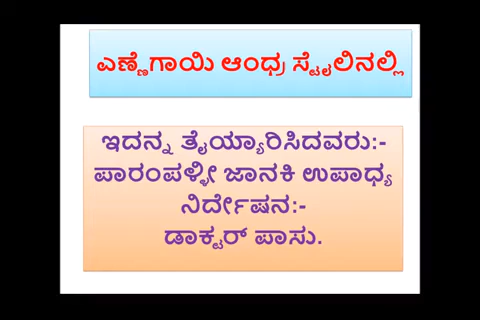 ಎಣ್ಣೆಗಾಯಿ ಆಂಧ್ರ ಸ್ಟೈಲಿನಲ್ಲಿ
ಇದನ್ನ ತೈಯ್ಯಾರಿಸಿದವರು:-
ಪಾರಂಪಳ್ಳೀ ಜಾನಕಿ ಉಪಾಧ್ಯ
ನಿರ್ದೇಷನ:-
ಡಾಕ್ಟರ್ ಪಾಸು.